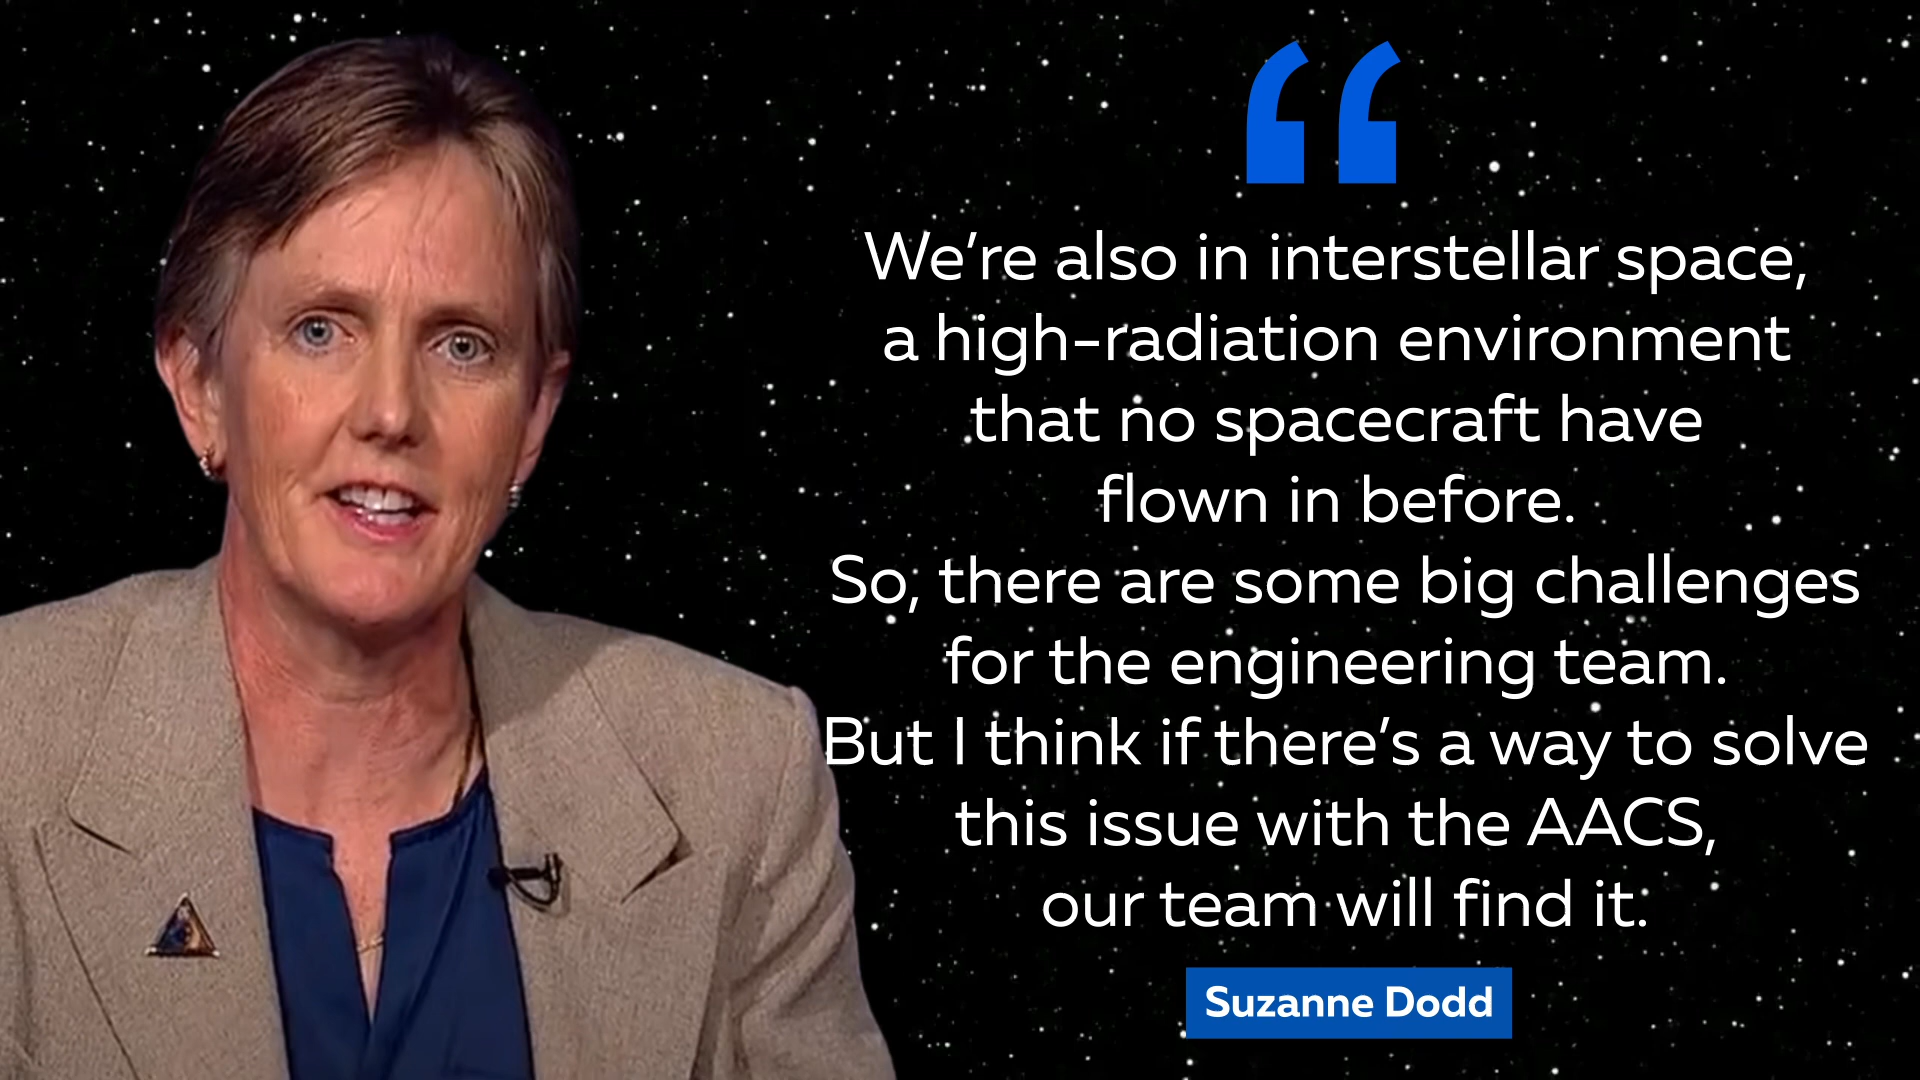 “
We’re also in interstellar space,
a high-radiation environment
that no spacecraft have
flown in before.
So, there are some big challenges
for the engineering team.
But I think if there’s a way to solve
this issue with the AACS,
our team will find it.
Suzanne Dodd